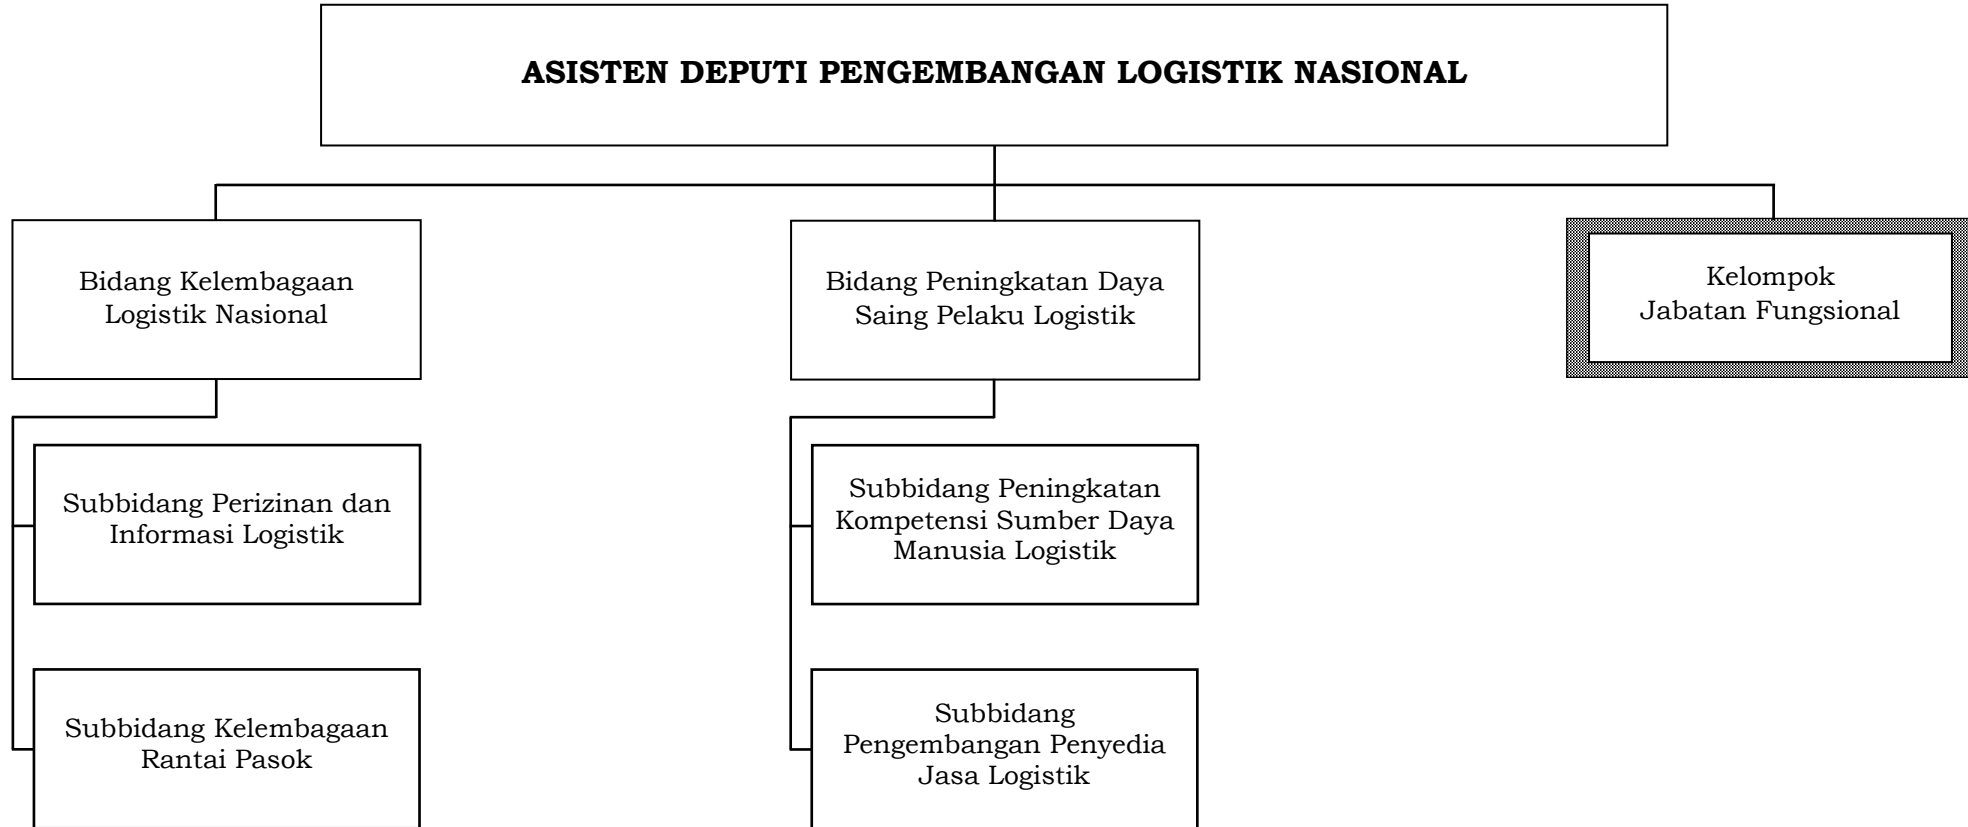 ASISTEN DEPUTI PENGEMBANGAN LOGISTIK NASIONAL
Bidang Kelembagaan
Logistik Nasional
Bidang Peningkatan Daya
Saing Pelaku Logistik
Kelompok
Jabatan Fungsional
Subbidang Perizinan dan
Informasi Logistik
Subbidang Peningkatan
Kompetensi Sumber Daya
Manusia Logistik
Subbidang Kelembagaan
Rantai Pasok
Subbidang
Pengembangan Penyedia
Jasa Logistik